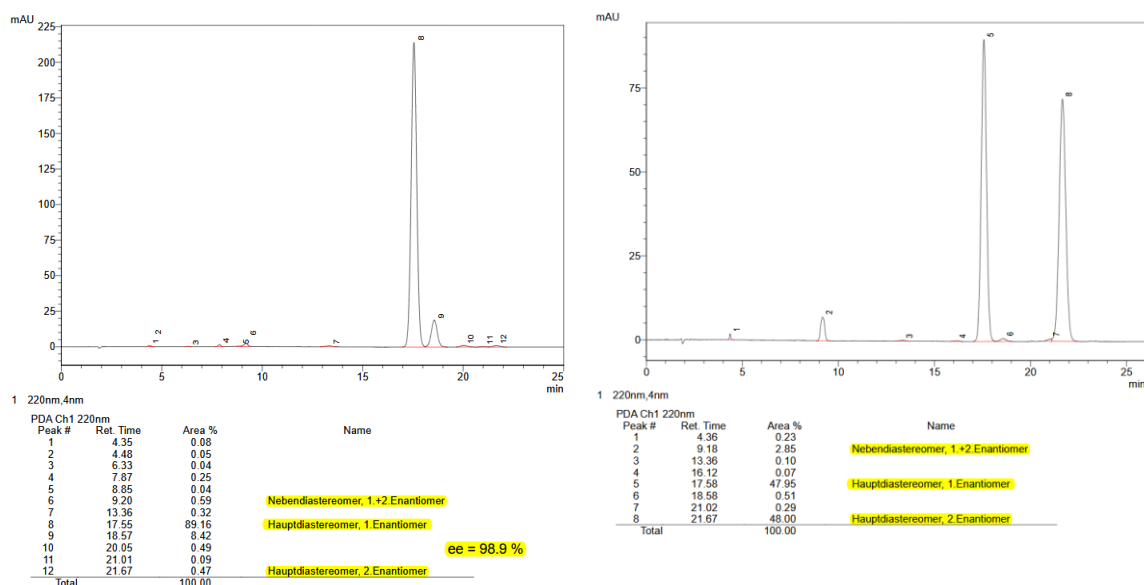 mAU
225
200
175
150
125
100
75
50
25
0
1
2
3
4
5
6
7
8
9
10
11
12
0
5
10
15
20
25
min
1 220nm,4nm
PDA Ch1 220nm
Peak # Ret. Time Area % Name
1 4.35 0.08
2 4.48 0.05
3 6.33 0.04
4 7.87 0.25
5 8.85 0.04
6 9.20 0.59 Nebendiastereomer, 1.+2.Enantiomer
7 13.36 0.32
8 17.55 89.16 Hauptdiastereomer, 1.Enantiomer
9 18.57 8.42
10 20.05 0.49
ee = 98.9 %
11 21.01 0.09
12 21.67 0.47 Hauptdiastereomer, 2.Enantiomer
Total 100.00
mAU
75
50
25
0
1
2
3
4
5
6
7
8
0
5
10
15
20
25
min
1 220nm,4nm
PDA Ch1 220nm
Peak # Ret. Time Area % Name
1 4.36 0.23
2 9.18 2.85 Nebendiastereomer, 1.+2.Enantiomer
3 13.36 0.10
4 16.12 0.07
5 17.58 47.95 Hauptdiastereomer, 1.Enantiomer
6 18.58 0.51
7 21.02 0.29
8 21.67 48.00 Hauptdiastereomer, 2.Enantiomer
Total 100.00